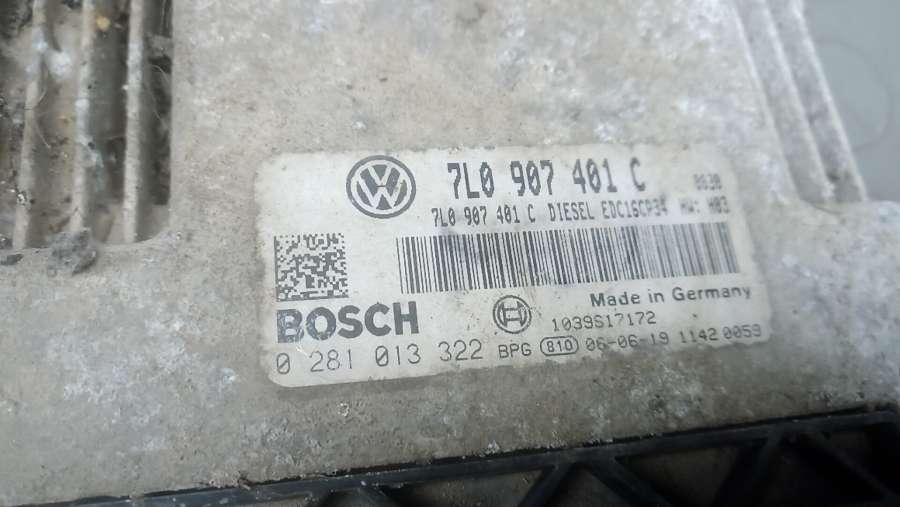 7L0 907 401 C 8830
7L0 907 401 C DIESEL EDC16CP34 HW: H03
Made in Germany
BOSCH 1039S17172
0 281 013 322 BPG 810 06-06-19 1142 0059